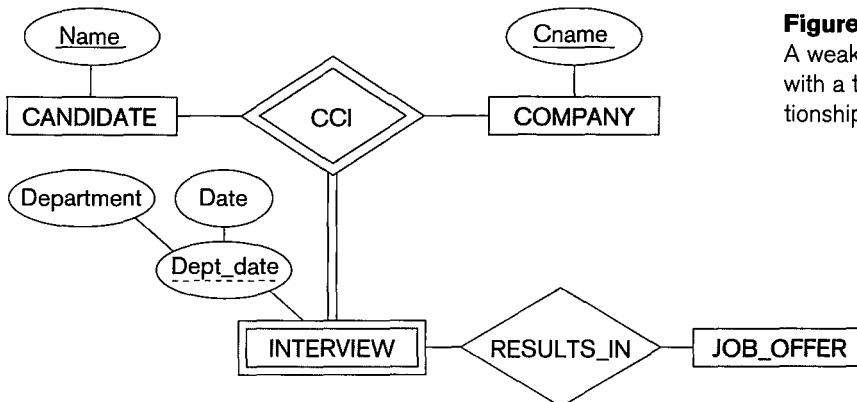 Name
Cname
Figure
A weak
with a t
tionship
CANDIDATE
CCI
COMPANY
Department
Date
Dept_date
INTERVIEW
RESULTS_IN
JOB_OFFER